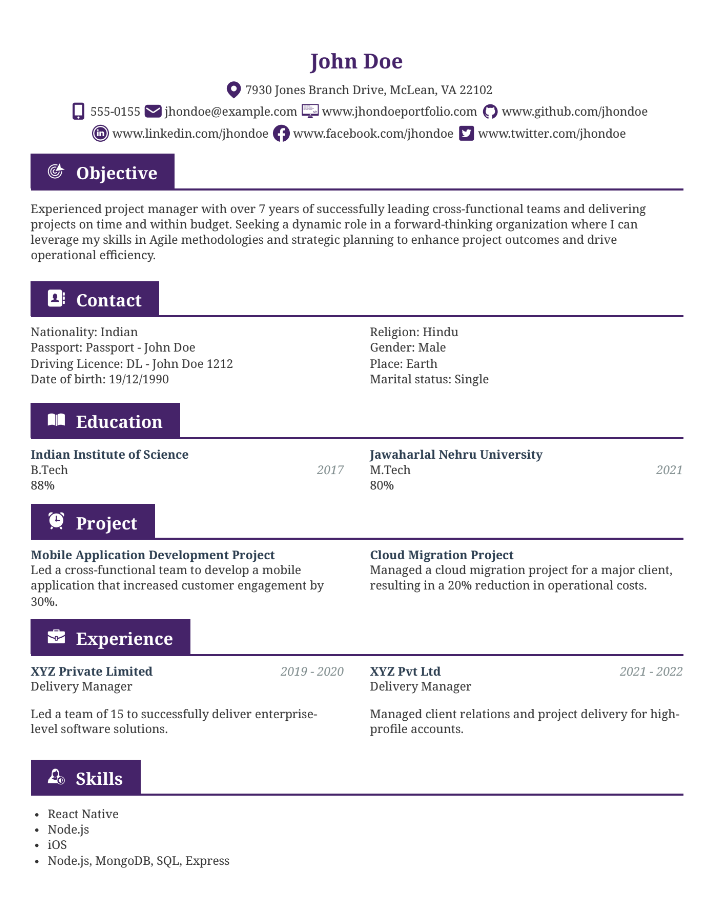 John Doe
7930 Jones Branch Drive, McLean, VA 22102
555-0155 jhondoe@example.com www.jhondoeportfolio.com www.github.com/jhondoe
www.linkedin.com/jhondoe www.facebook.com/jhondoe www.twitter.com/jhondoe
Objective
Experienced project manager with over 7 years of successfully leading cross-functional teams and delivering
projects on time and within budget. Seeking a dynamic role in a forward-thinking organization where I can
leverage my skills in Agile methodologies and strategic planning to enhance project outcomes and drive
operational efficiency.
Contact
Nationality: Indian
Passport: Passport - John Doe
Driving Licence: DL - John Doe 1212
Date of birth: 19/12/1990
Religion: Hindu
Gender: Male
Place: Earth
Marital status: Single
Education
Indian Institute of Science
B.Tech 2017
88%
Jawaharlal Nehru University
M.Tech 2021
80%
Project
Mobile Application Development Project
Led a cross-functional team to develop a mobile
application that increased customer engagement by
30%.
Cloud Migration Project
Managed a cloud migration project for a major client,
resulting in a 20% reduction in operational costs.
Experience
XYZ Private Limited 2019 - 2020
Delivery Manager
Led a team of 15 to successfully deliver enterprise-
level software solutions.
XYZ Pvt Ltd 2021 - 2022
Delivery Manager
Managed client relations and project delivery for high-
profile accounts.
Skills
• React Native
• Node.js
• iOS
• Node.js, MongoDB, SQL, Express